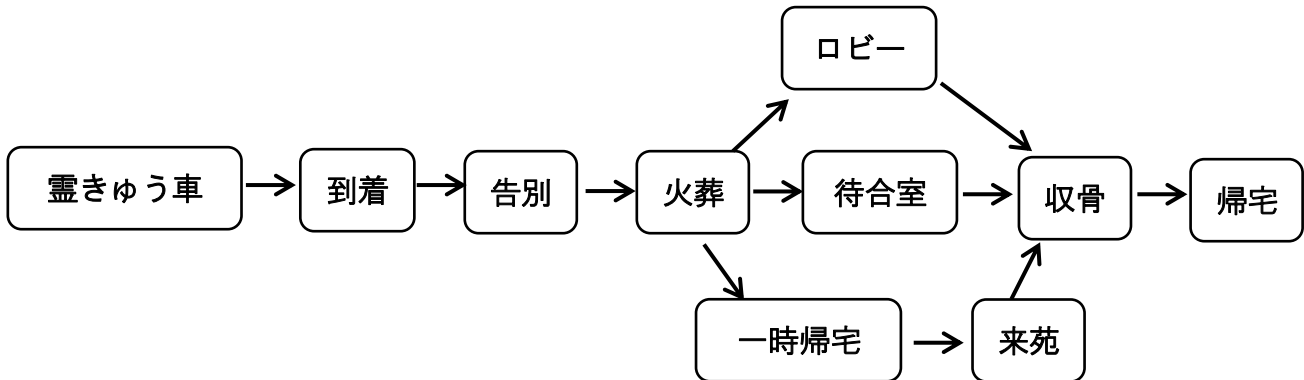 ロビー
霊きゅう車
到着
告別
火葬
待合室
収骨
帰宅
一時帰宅
来苑